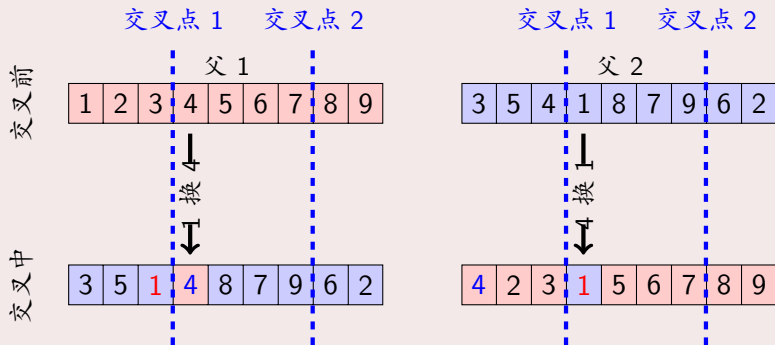 交叉点 1 交叉点 2 交叉点 1 交叉点 2
父 1 父 2
交叉前 1 2 3 4 5 6 7 8 9 3 5 4 1 8 7 9 6 2
1 换 4 4 换 1
交叉中 3 5 1 4 8 7 9 6 2 4 2 3 1 5 6 7 8 9